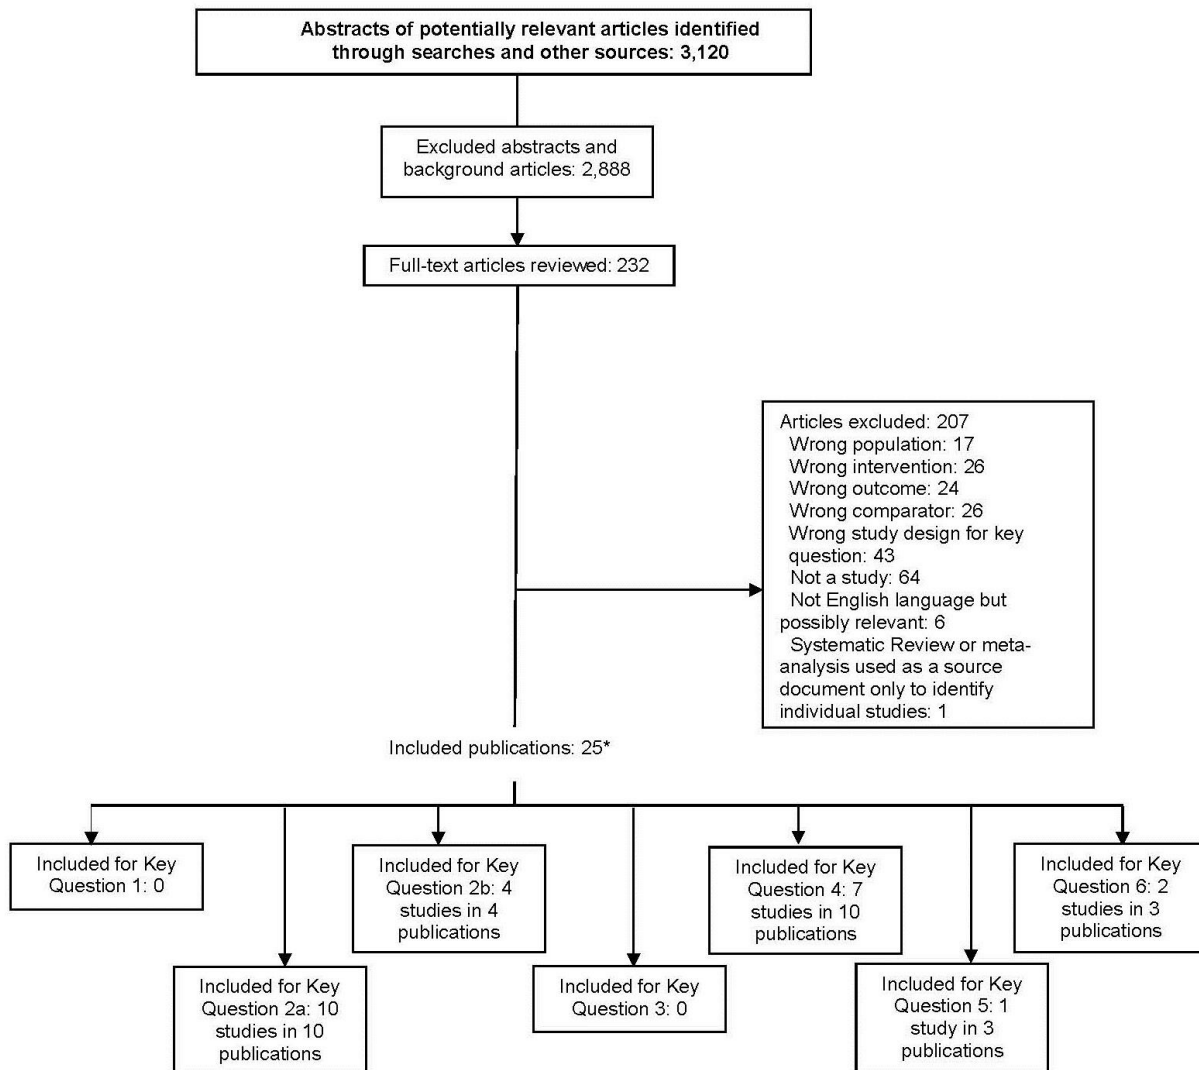 Abstracts of potentially relevant articles identified
through searches and other sources: 3,120
Excluded abstracts and
background articles: 2,888
Full-text articles reviewed: 232
Articles excluded: 207
Wrong population: 17
Wrong intervention: 26
Wrong outcome: 24
Wrong comparator: 26
Wrong study design for key
question: 43
Not a study: 64
Not English language but
possibly relevant: 6
Systematic Review or meta-
analysis used as a source
document only to identify
individual studies: 1
Included publications: 25*
Included for Key
Question 1: 0
Included for Key
Question 2a: 10
studies in 10
publications
Included for Key
Question 2b: 4
studies in 4
publications
Included for Key
Question 3: 0
Included for Key
Question 4: 7
studies in 10
publications
Included for Key
Question 5: 1
study in 3
publications
Included for Key
Question 6: 2
studies in 3
publications